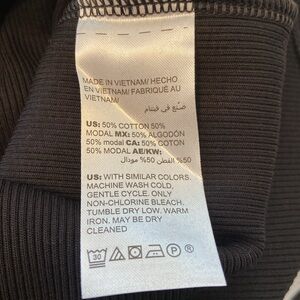 MADE IN VIETNAM/ HECHO
EN VIETNAM/ FABRIQUÉ AU
VIETNAM/
صنع في فيتنام
US: 50% COTTON 50%
MODAL MX: 50% ALGODÓN
50% modal CA: 50% COTON
50% MODAL AE/KW:
50% القطن 50% مودال
US: WITH SIMILAR COLORS.
MACHINE WASH COLD,
GENTLE CYCLE. ONLY
NON-CHLORINE BLEACH.
TUMBLE DRY LOW. WARM
IRON. MAY BE DRY
CLEANED
30 P ®